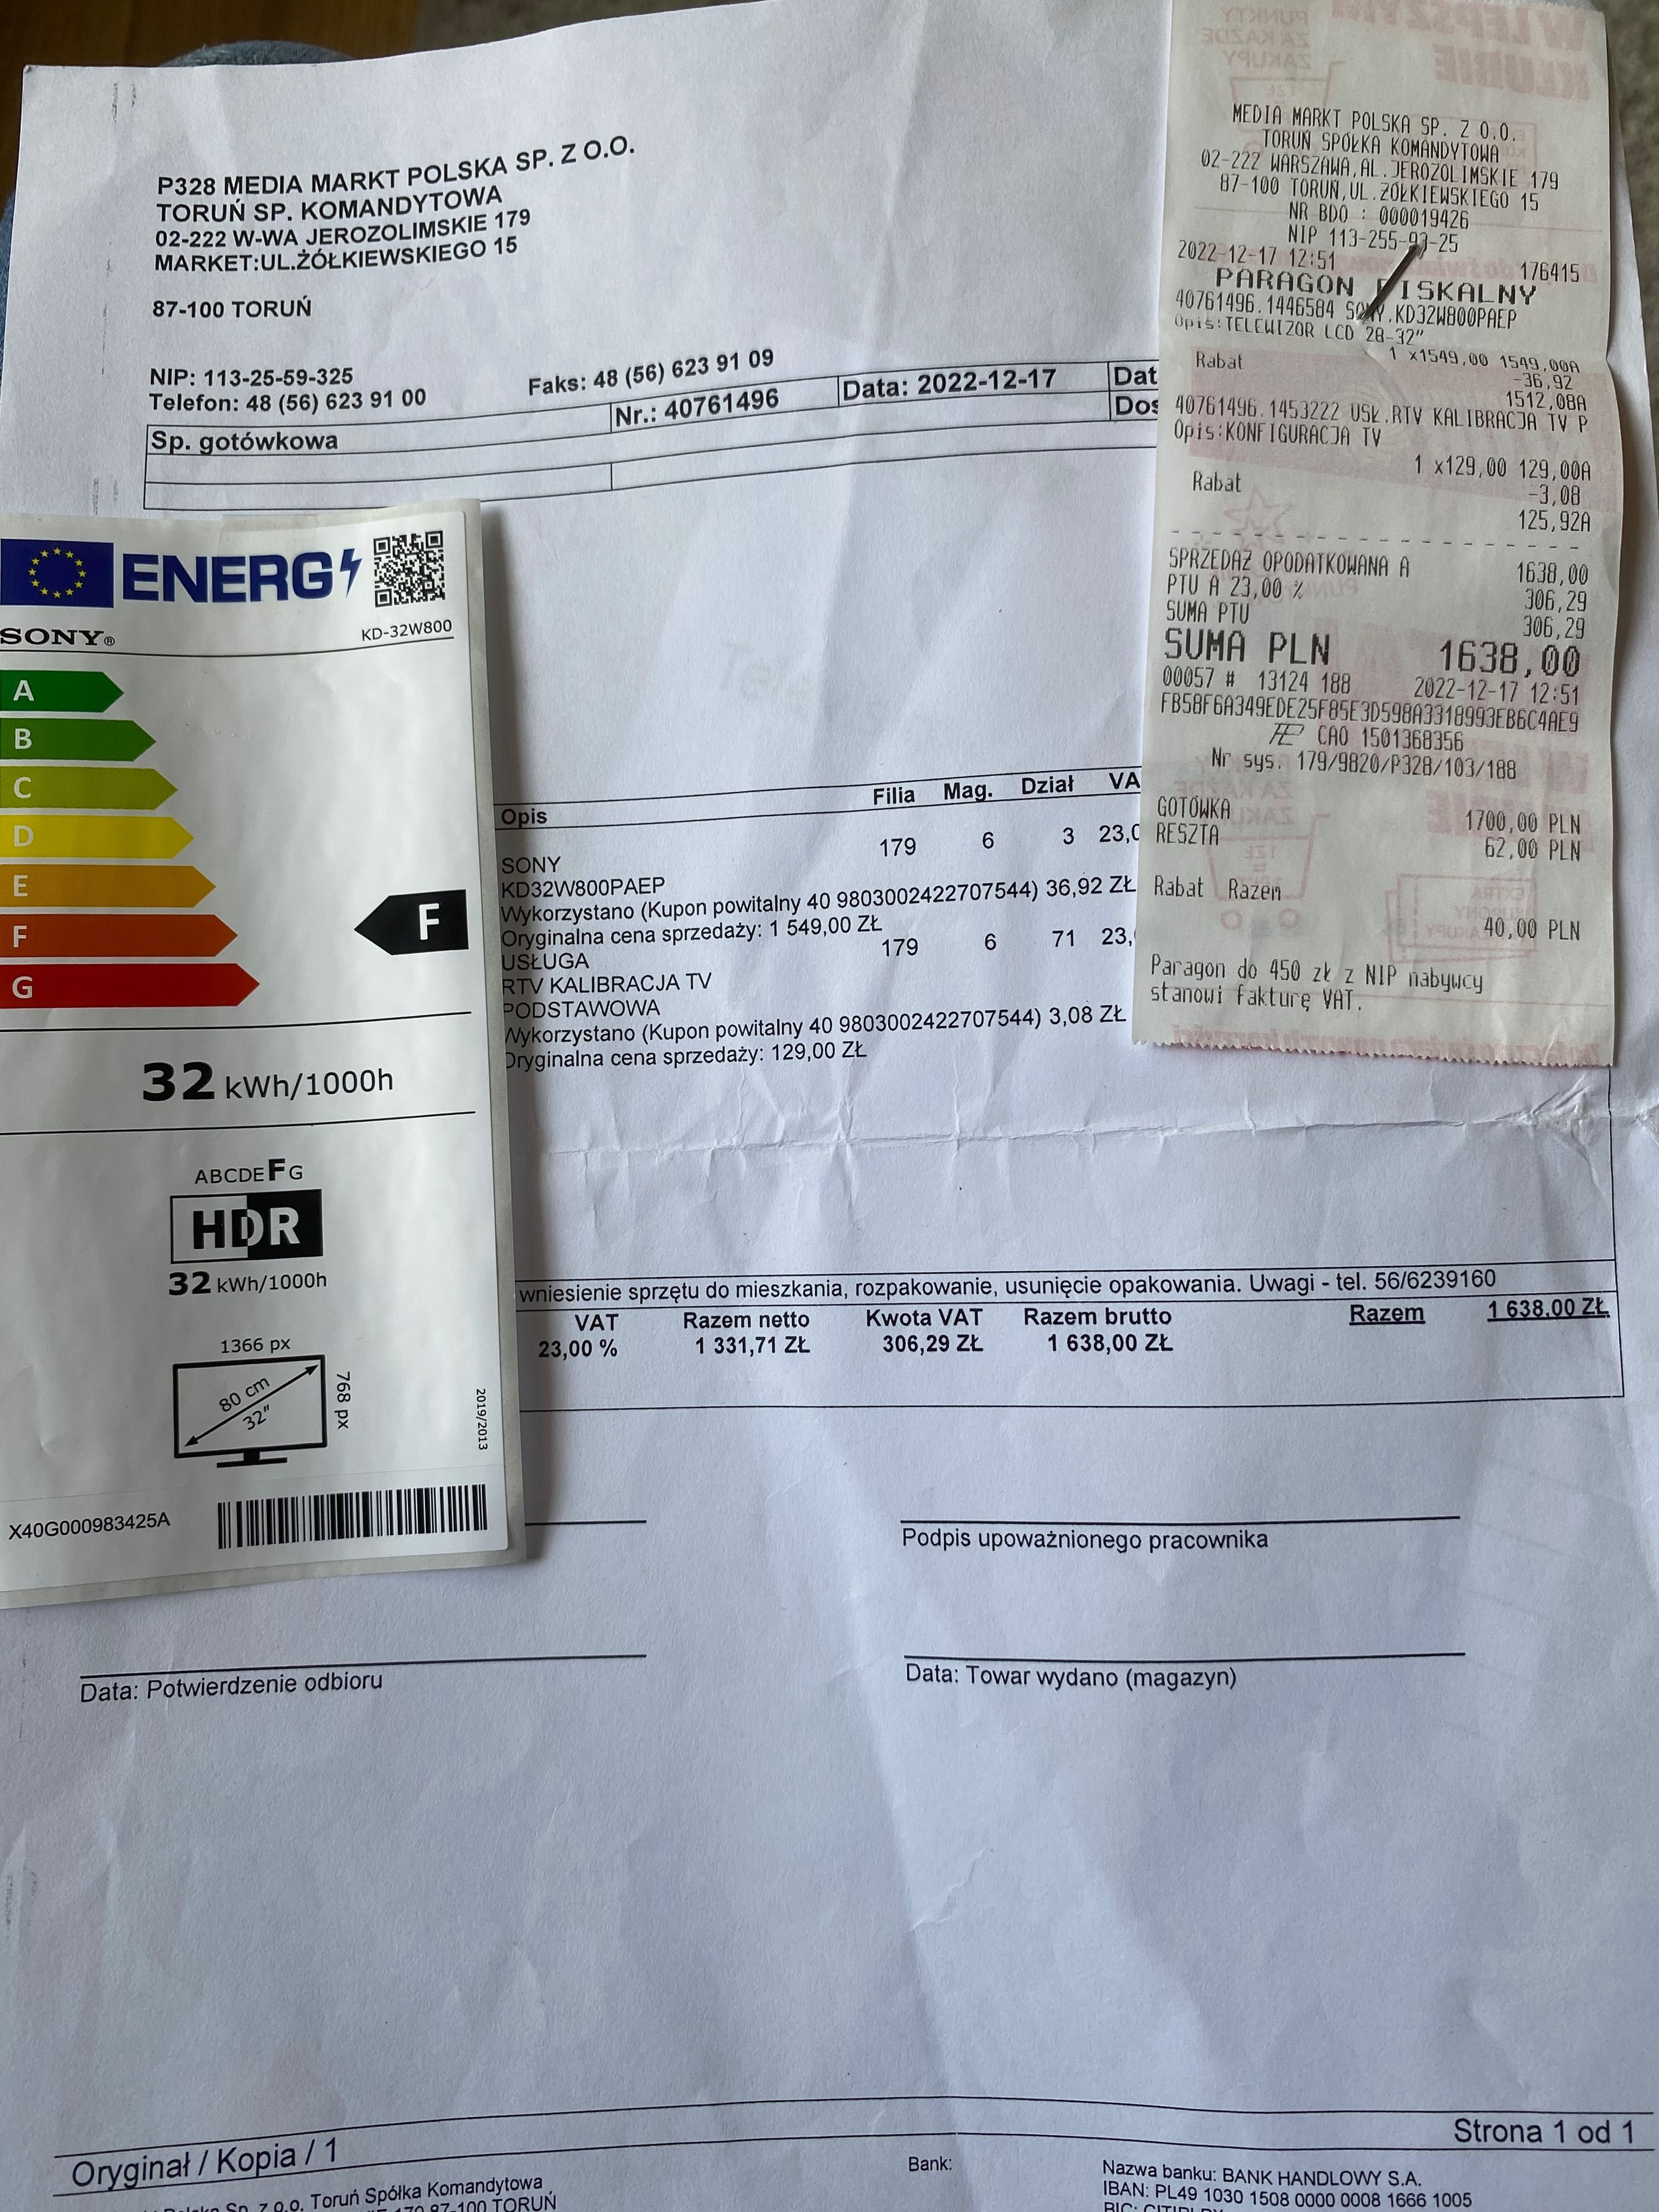 P328 MEDIA MARKT POLSKA SP. Z O.O.
TORUŃ SP. KOMANDYTOWA
02-222 W-WA JEROZOLIMSKIE 179
MARKET:UL.ŻÓŁKIEWSKIEGO 15
87-100 TORUŃ
NIP: 113-25-59-325
Telefon: 48 (56) 623 91 00
Faks: 48 (56) 623 91 09
Sp. gotówkowa
Nr.: 40761496
Data: 2022-12-17
Opis Filia Mag. Dział
179 6 3
SONY
KD32W800PAEP
Wykorzystano (Kupon powitalny 40 9803002422707544) 36,92 ZŁ
Oryginalna cena sprzedaży: 1 549,00 ZŁ
179 6 71
USŁUGA
RTV KALIBRACJA TV
PODSTAWOWA
Wykorzystano (Kupon powitalny 40 9803002422707544) 3,08 ZŁ
Oryginalna cena sprzedaży: 129,00 ZŁ
wniesienie sprzętu do mieszkania, rozpakowanie, usunięcie opakowania. Uwagi - tel. 56/6239160
VAT Razem netto Kwota VAT Razem brutto Razem 1 638,00 ZŁ
23,00 % 1 331,71 ZŁ 306,29 ZŁ 1 638,00 ZŁ
Podpis upoważnionego pracownika
Data: Potwierdzenie odbioru
Data: Towar wydano (magazyn)
Strona 1 od 1
Oryginał / Kopia / 1
Toruń Spółka Komandytowa
87-100 TORUŃ
Bank:
Nazwa banku: BANK HANDLOWY S.A.
IBAN: PL49 1030 1508 0000 0008 1666 1005
ENERG
SONY® KD-32W800
A
B
C
D
E
F
G
F
32 kWh/1000h
ABCDEFG
HDR
32 kWh/1000h
1366 px
80 cm
32"
768 px
2019/2013
X40G000983425A
MEDIA MARKT POLSKA SP. Z O.O.
TORUŃ SPÓŁKA KOMANDYTOWA
02-222 WARSZAWA,AL.JEROZOLIMSKIE 179
87-100 TORUŃ,UL.ŻÓŁKIEWSKIEGO 15
NR BDO : 000019426
NIP 113-255-93-25
2022-12-17 12:51 176415
PARAGON FISKALNY
40761496.1446584 SONY.KD32W800PAEP
Opis:TELEWIZOR LCD 28-32"
1 x1549,00 1549,00A
Rabat -36,92
1512,08A
40761496.1453222 USŁ.RTV KALIBRACJA TV P
Opis:KONFIGURACJA TV
1 x129,00 129,00A
Rabat -3,08
125,92A
SPRZEDAŻ OPODATKOWANA A 1638,00
PTU A 23,00 % 306,29
SUMA PTU 306,29
SUMA PLN 1638,00
00057 # 13124 188 2022-12-17 12:51
FB58F6A349EDE25F85E3D598A3318993EB6C4AE9
CAO 1501368356
Nr sys. 179/9820/P328/103/188
GOTÓWKA 1700,00 PLN
RESZTA 62,00 PLN
Rabat Razem
40,00 PLN
Paragon do 450 zł z NIP nabywcy
stanowi fakturę VAT.